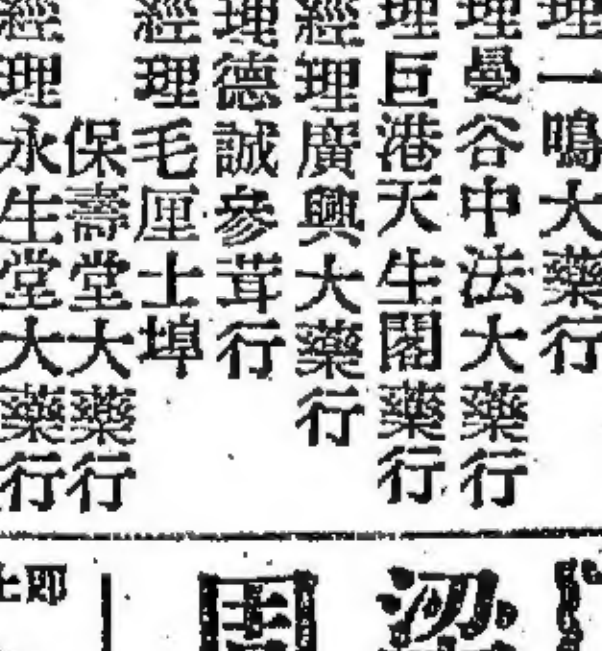 理一鳴大藥行
理曼谷中法大藥行
理巨港天生閣藥行
經理廣興大藥行
理德誠參茸行
經理毛厘士埠
保壽堂大藥行
經理永生堂大藥行